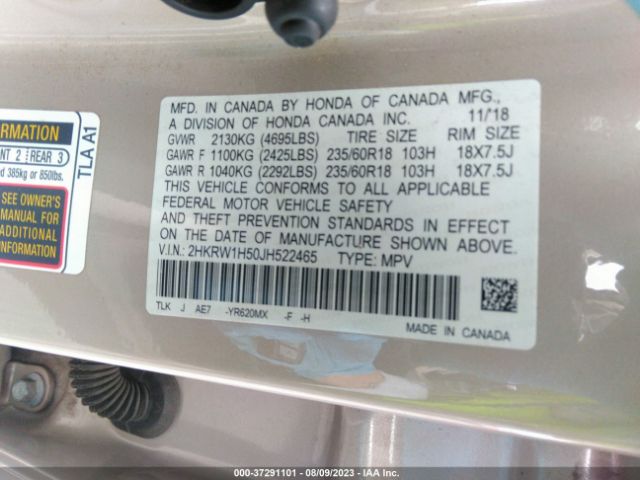 MFD. IN CANADA BY HONDA OF CANADA MFG.,
A DIVISION OF HONDA CANADA INC. 11/18
GVWR 2130KG (4695LBS) TIRE SIZE RIM SIZE
GAWR F 1100KG (2425LBS) 235/60R18 103H 18X7.5J
GAWR R 1040KG (2292LBS) 235/60R18 103H 18X7.5J
THIS VEHICLE CONFORMS TO ALL APPLICABLE
FEDERAL MOTOR VEHICLE SAFETY
AND THEFT PREVENTION STANDARDS IN EFFECT
ON THE DATE OF MANUFACTURE SHOWN ABOVE.
V.I.N.: 2HKRW1H50JH522465 TYPE: MPV
TLK J AE7 -YR620MX -F -H
MADE IN CANADA
ORMATION
NT 2 REAR 3
ed 385kg or 850lbs.
SEE OWNER'S
MANUAL FOR
ADDITIONAL
INFORMATION
TLA A1
000-37291101 - 08/09/2023 - IAA Inc.